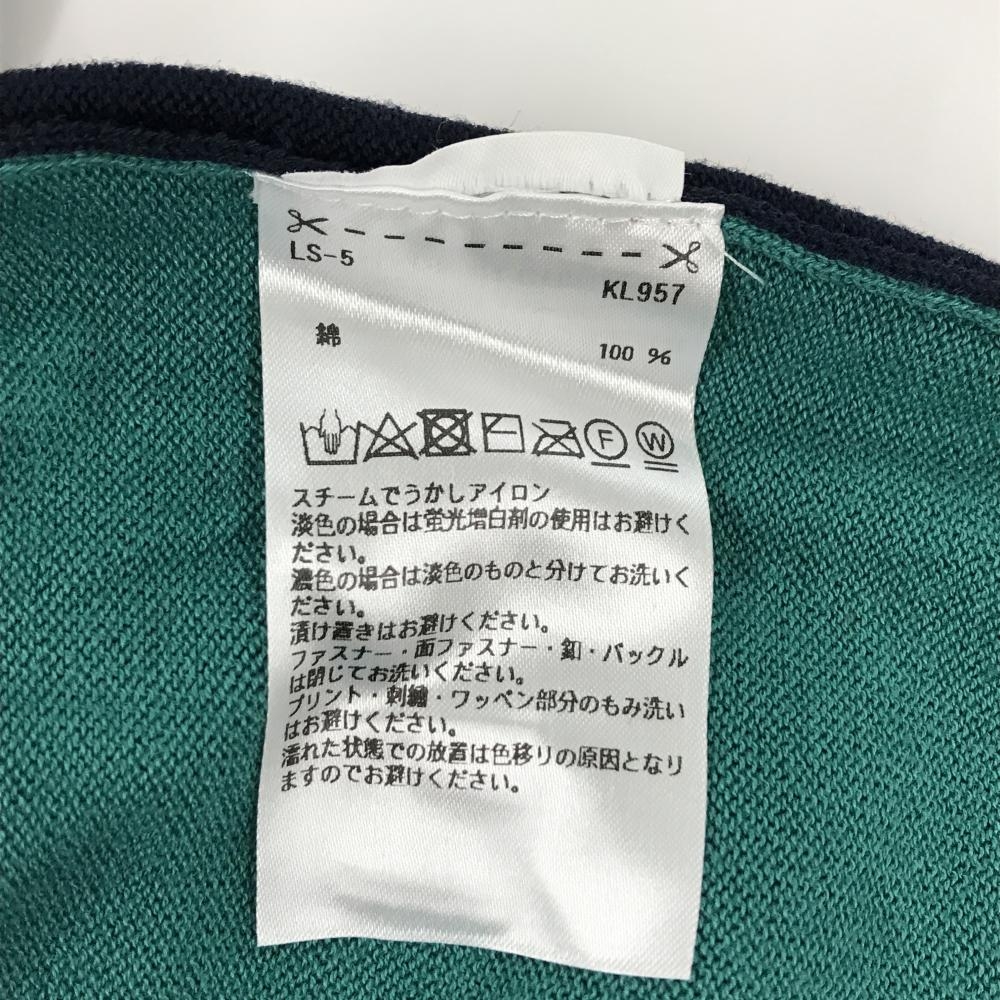 LS-5
KL957
綿 100 %
F W
スチームでうかしアイロン
淡色の場合は蛍光増白剤の使用はお避けく
ださい。
濃色の場合は淡色のものと分けてお洗いく
ださい。
漬け置きはお避けください。
ファスナー・面ファスナー・釦・バックル
は閉じてお洗いください。
プリント・刺繍・ワッペン部分のもみ洗い
はお避けください。
濡れた状態での放置は色移りの原因となり
ますのでお避けください。